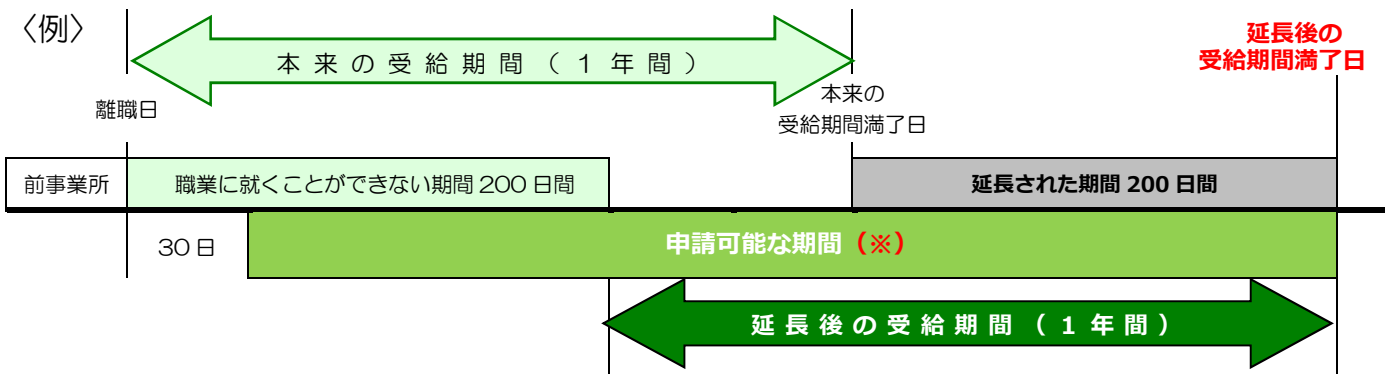 〈例〉
本来の受給期間（１年間）
延長後の
受給期間満了日
離職日
本来の
受給期間満了日
前事業所
職業に就くことができない期間 200 日間
延長された期間 200 日間
30 日
申請可能な期間（※）
延長後の受給期間（１年間）